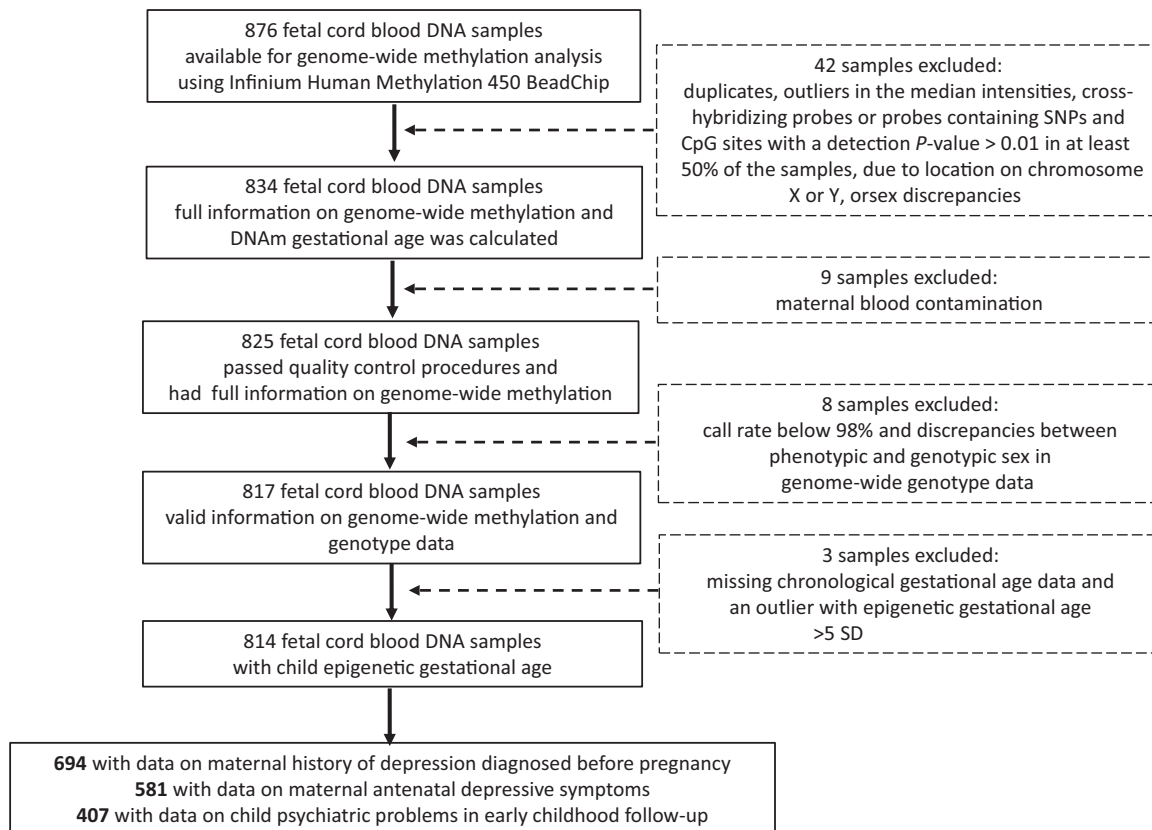 876 fetal cord blood DNA samples
available for genome-wide methylation analysis
using Infinium Human Methylation 450 BeadChip
42 samples excluded:
duplicates, outliers in the median intensities, cross-
hybridizing probes or probes containing SNPs and
CpG sites with a detection P-value > 0.01 in at least
50% of the samples, due to location on chromosome
X or Y, orsex discrepancies
834 fetal cord blood DNA samples
full information on genome-wide methylation and
DNAm gestational age was calculated
9 samples excluded:
maternal blood contamination
825 fetal cord blood DNA samples
passed quality control procedures and
had full information on genome-wide methylation
8 samples excluded:
call rate below 98% and discrepancies between
phenotypic and genotypic sex in
genome-wide genotype data
817 fetal cord blood DNA samples
valid information on genome-wide methylation and
genotype data
3 samples excluded:
missing chronological gestational age data and
an outlier with epigenetic gestational age
>5 SD
814 fetal cord blood DNA samples
with child epigenetic gestational age
694 with data on maternal history of depression diagnosed before pregnancy
581 with data on maternal antenatal depressive symptoms
407 with data on child psychiatric problems in early childhood follow-up